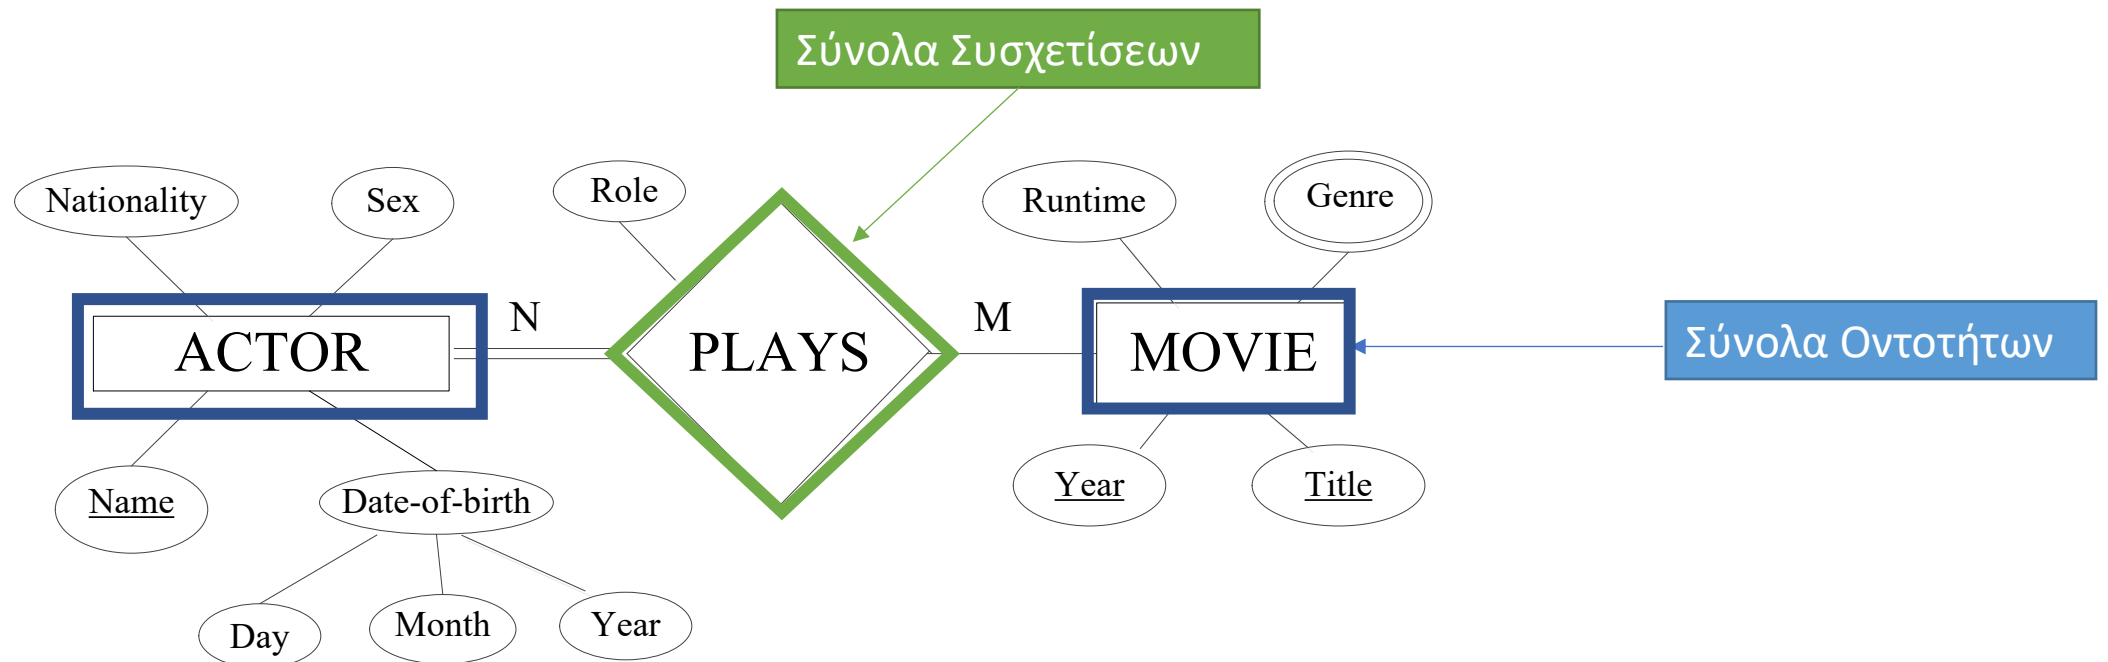 Σύνολα Συσχετίσεων
Nationality
Sex
Role
Runtime
Genre
ACTOR
N
PLAYS
M
MOVIE
Σύνολα Οντοτήτων
Name
Date-of-birth
Year
Title
Day
Month
Year